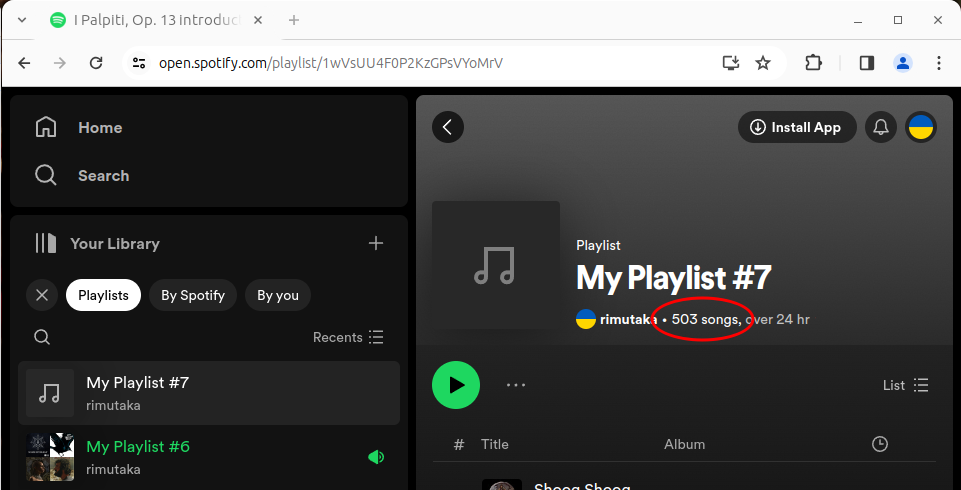 I Palpiti, Op. 13 introduc
open.spotify.com/playlist/1wVsUU4F0P2KzGPsVYoMrV
Home
Search
Install App
Your Library
Playlists
By Spotify
By you
Recents
Playlist
My Playlist #7
rimutaka • 503 songs, over 24 hr
My Playlist #7
rimutaka
List
My Playlist #6
rimutaka
# Title Album
Shoog Shoog